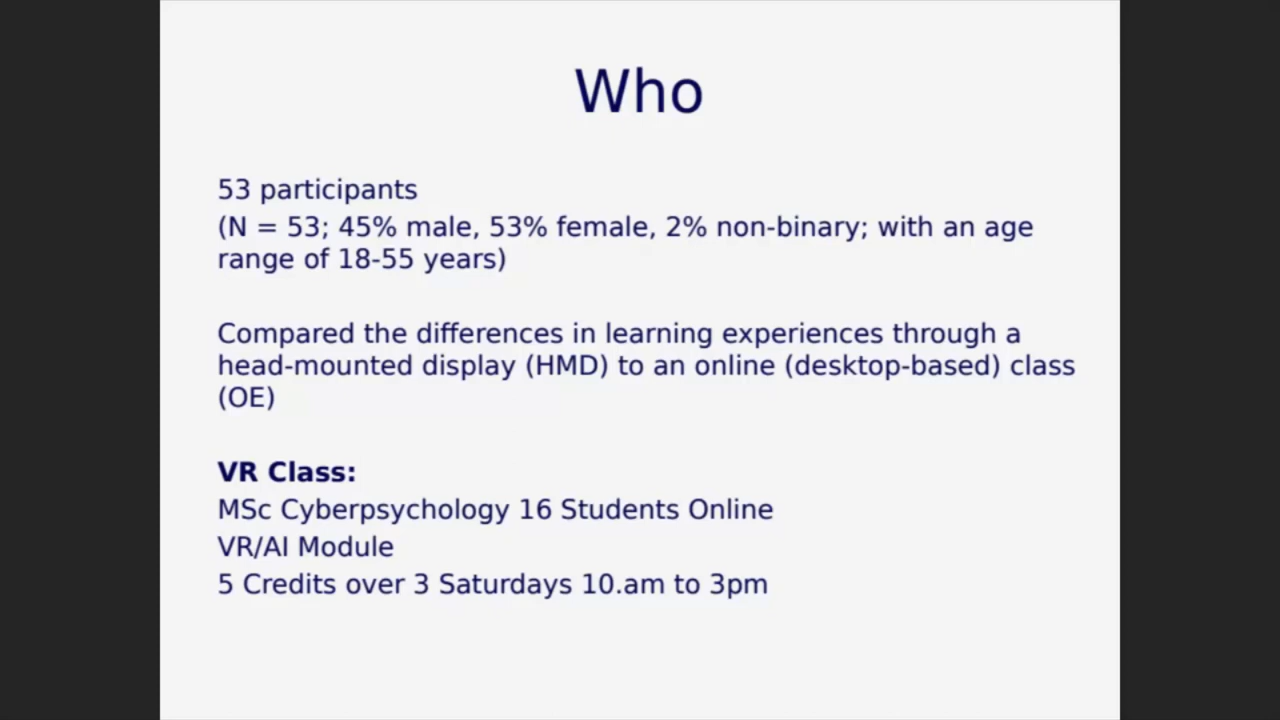 Who
53 participants
(N = 53; 45% male, 53% female, 2% non-binary; with an age
range of 18-55 years)
Compared the differences in learning experiences through a
head-mounted display (HMD) to an online (desktop-based) class
(OE)
VR Class:
MSc Cyberpsychology 16 Students Online
VR/AI Module
5 Credits over 3 Saturdays 10.am to 3pm